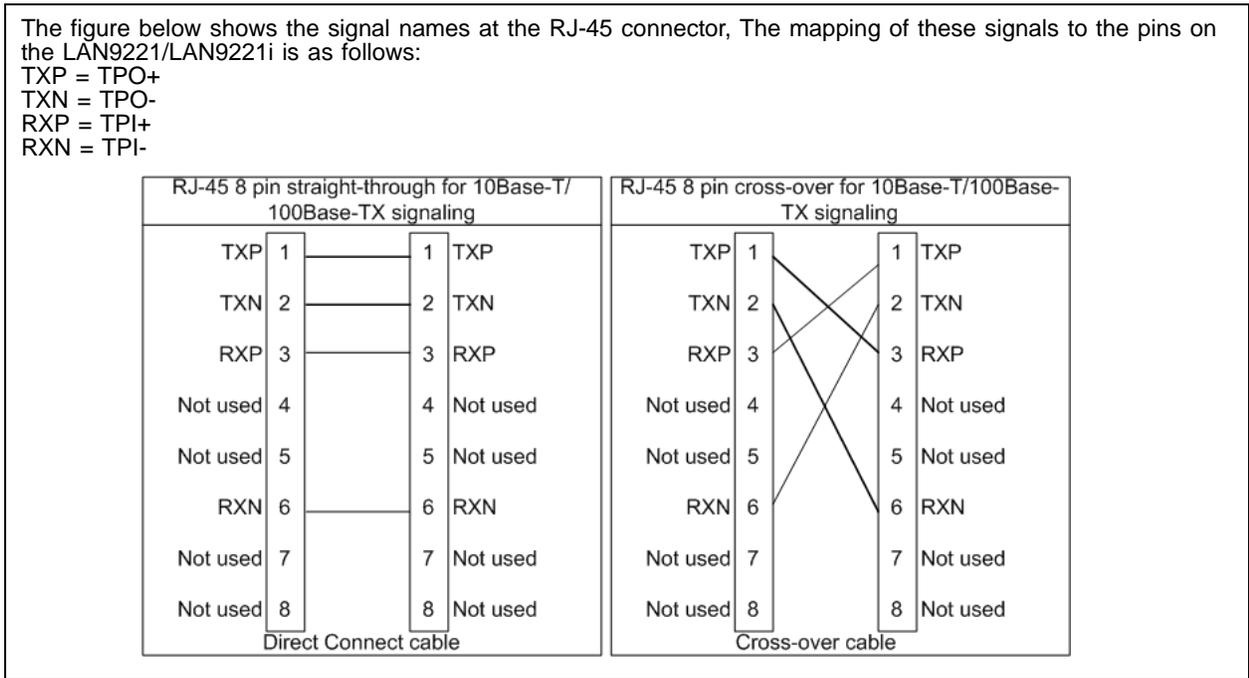 The figure below shows the signal names at the RJ-45 connector, The mapping of these signals to the pins on
the LAN9221/LAN9221i is as follows:
TXP = TPO+
TXN = TPO-
RXP = TPI+
RXN = TPI-
RJ-45 8 pin straight-through for 10Base-T/
100Base-TX signaling
TXP 1 1 TXP
TXN 2 2 TXN
RXP 3 3 RXP
Not used 4 4 Not used
Not used 5 5 Not used
RXN 6 6 RXN
Not used 7 7 Not used
Not used 8 8 Not used
Direct Connect cable
RJ-45 8 pin cross-over for 10Base-T/100Base-
TX signaling
TXP 1 1 TXP
TXN 2 2 TXN
RXP 3 3 RXP
Not used 4 4 Not used
Not used 5 5 Not used
RXN 6 6 RXN
Not used 7 7 Not used
Not used 8 8 Not used
Cross-over cable